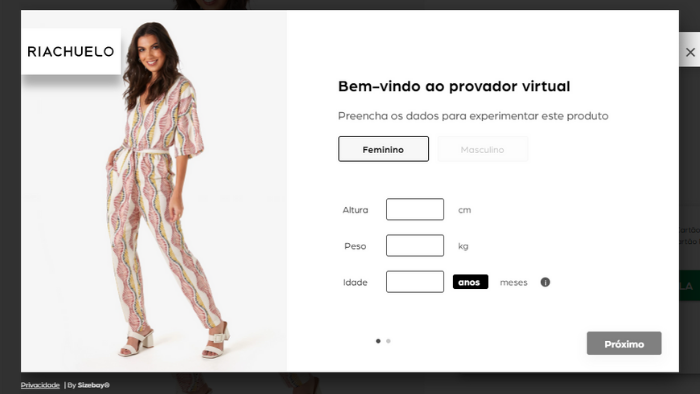 RIACHUELO
Bem-vindo ao provador virtual
Preencha os dados para experimentar este produto
Feminino Masculino
Altura cm
Peso kg
Idade anos meses i
Próximo
LA
Privacidade | By Sizebay®